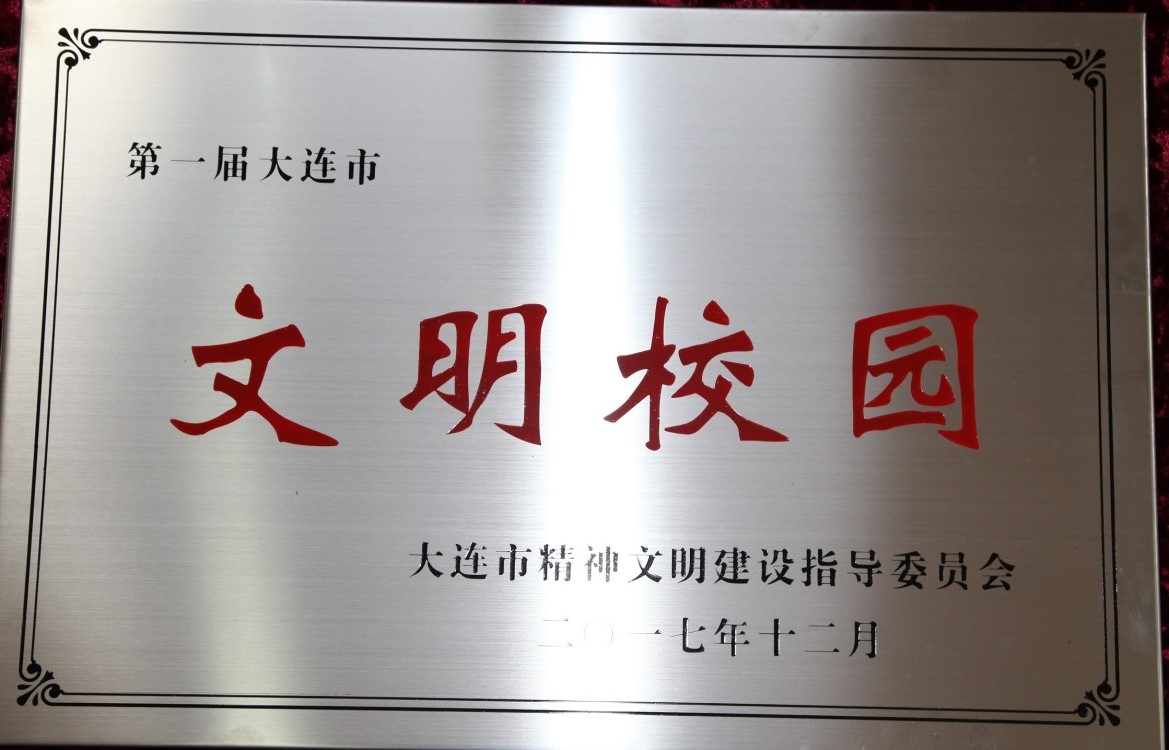 第一届大连市
文明校园
大连市精神文明建设指导委员会
二〇一七年十二月